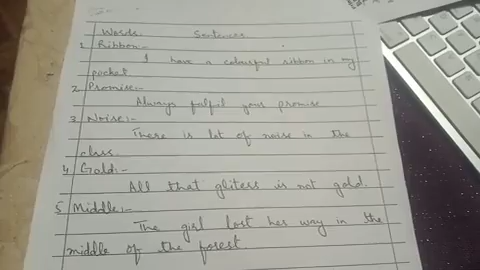 Words. Sentences
1 Ribbon:-
I have a colourful ribbon in my
pocket
2 Promise:-
Always fulfil your promise
3 Noise:-
There is lot of noise in the
class.
4 Gold:-
All that gliters is not gold.
5 Middle:-
The girl lost her way in the
middle of the forest